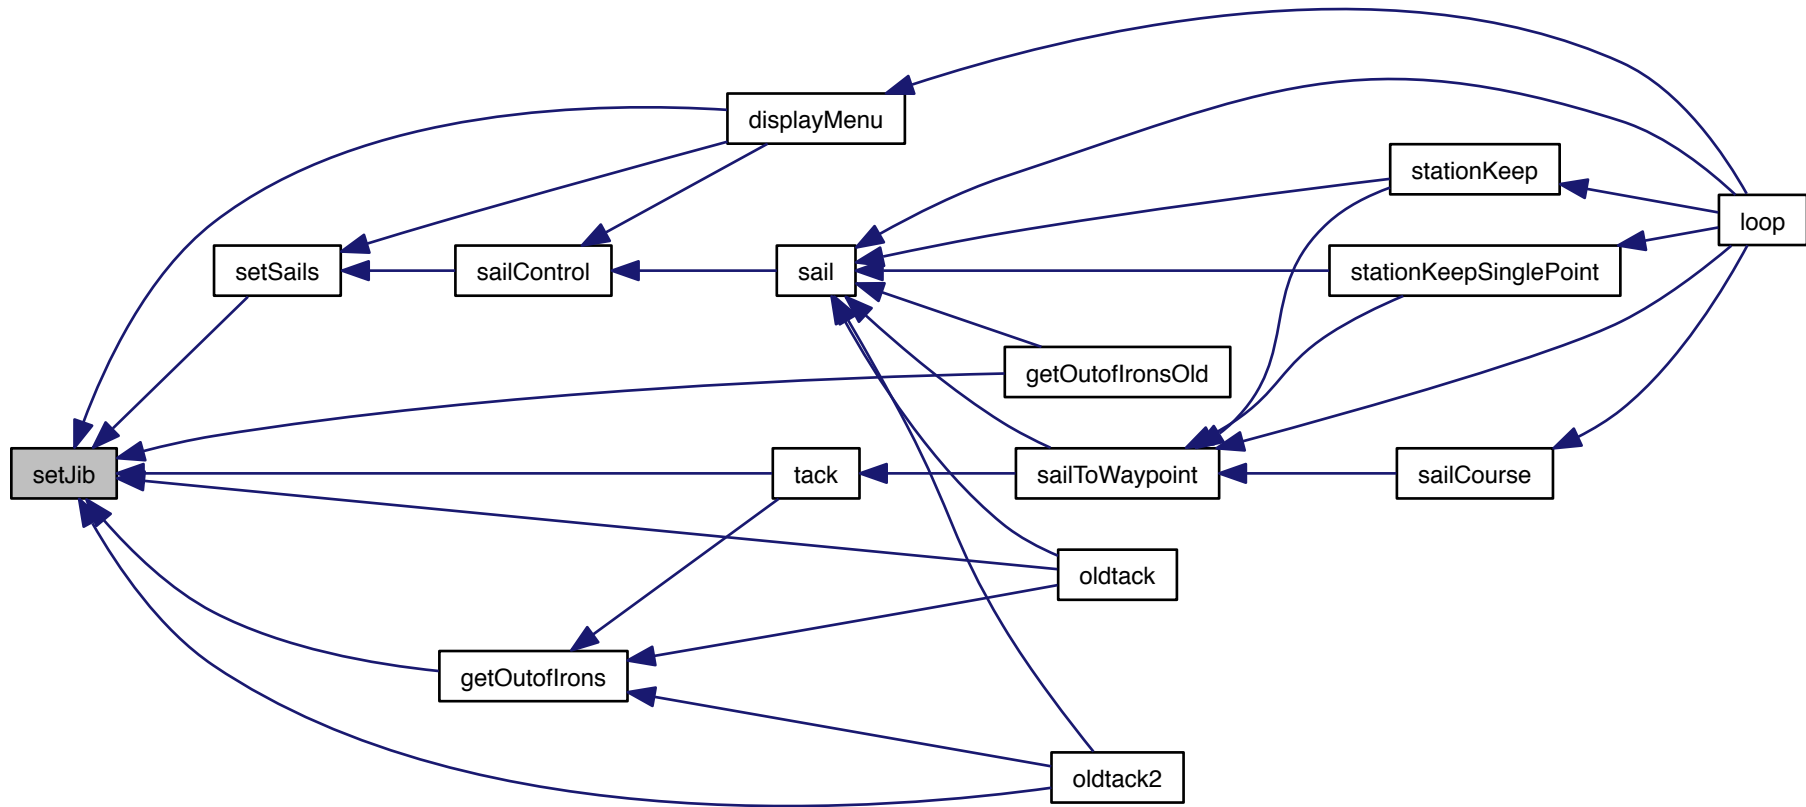 displayMenu
stationKeep
loop
setSails
sailControl
sail
stationKeepSinglePoint
getOutofIronsOld
setJib
tack
sailToWaypoint
sailCourse
oldtack
getOutofIrons
oldtack2